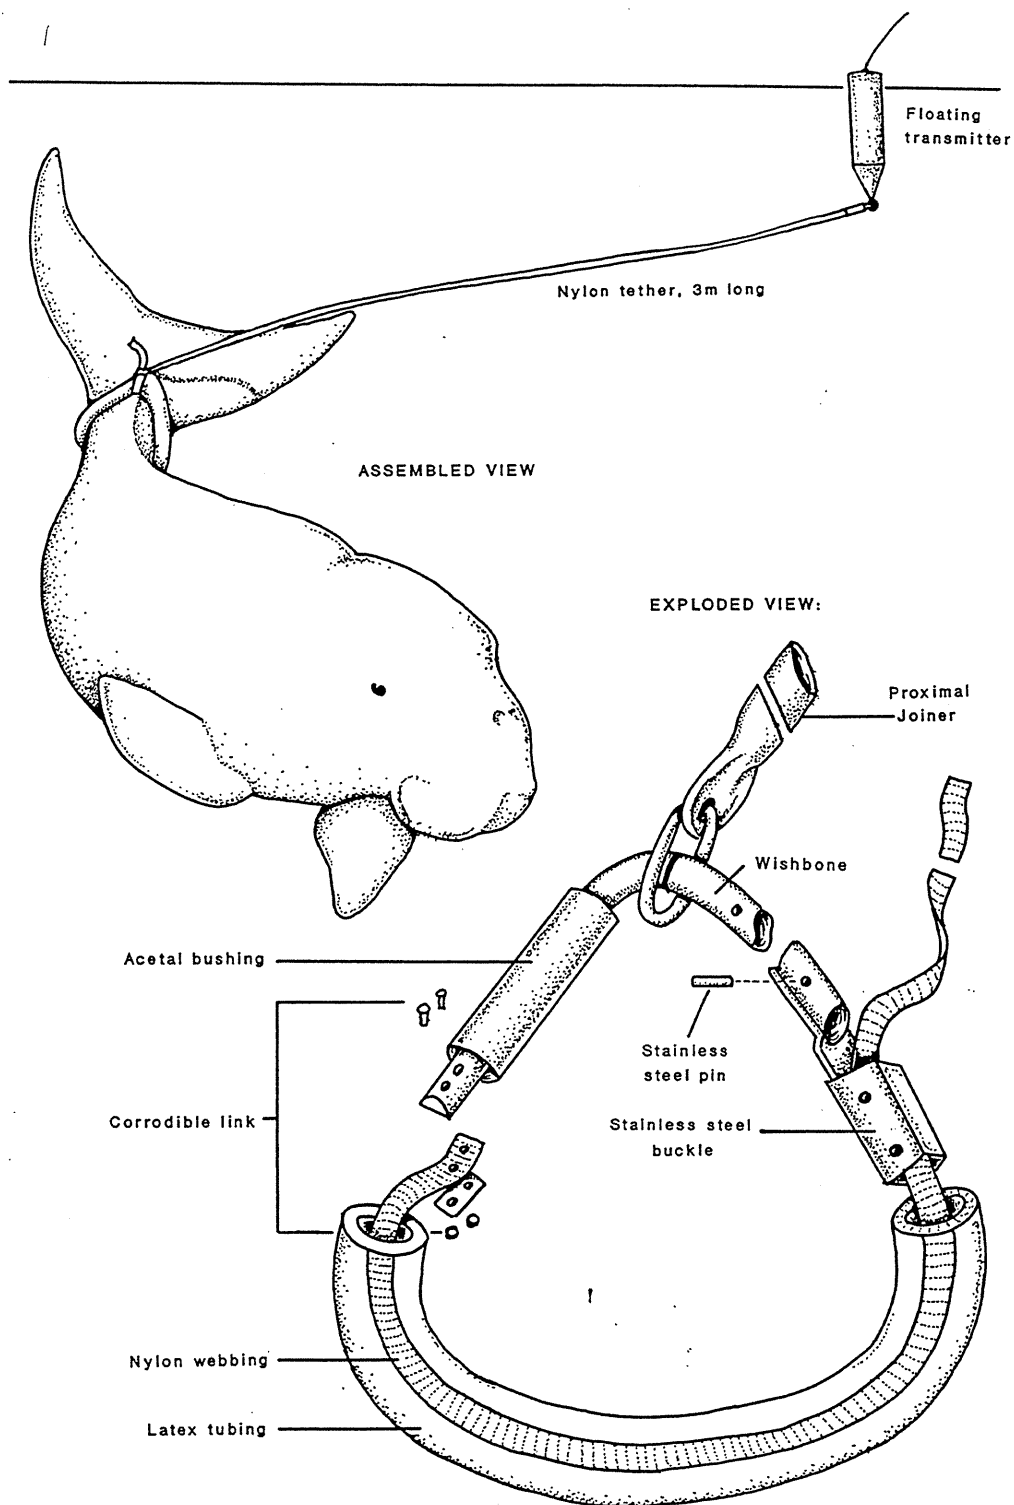 Floating
transmitter
Nylon tether, 3m long
ASSEMBLED VIEW
EXPLODED VIEW:
Proximal
Joiner
Wishbone
Acetal bushing
Stainless
steel pin
Corrodible link
Stainless steel
buckle
Nylon webbing
Latex tubing